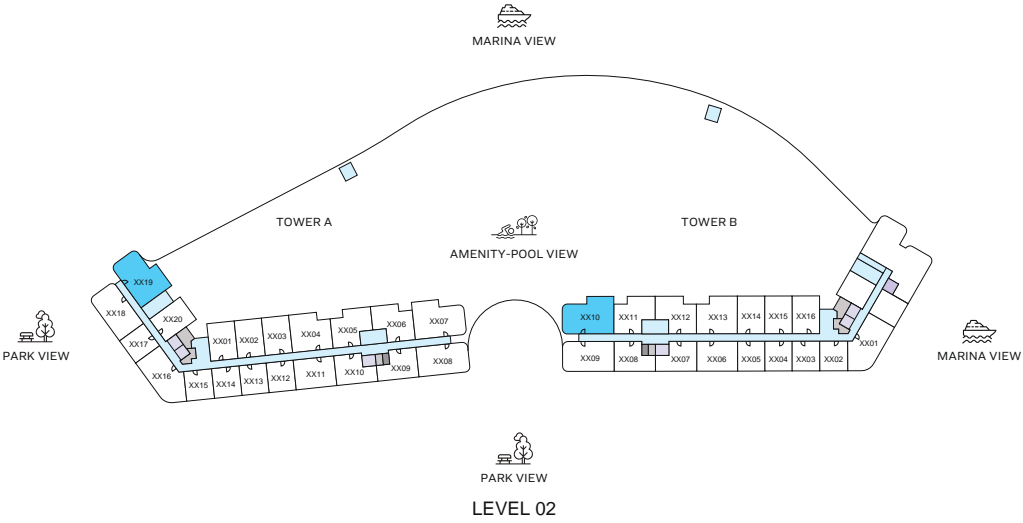 MARINA VIEW
TOWER A
TOWER B
AMENITY-POOL VIEW
XX19
XX18
XX20
XX17
XX16
XX15
XX14
XX13
XX12
XX11
XX10
XX09
XX08
XX01
XX02
XX03
XX04
XX05
XX06
XX07
XX10
XX11
XX12
XX13
XX14
XX15
XX16
XX09
XX08
XX07
XX06
XX05
XX04
XX03
XX02
XX01
PARK VIEW
MARINA VIEW
PARK VIEW
LEVEL 02